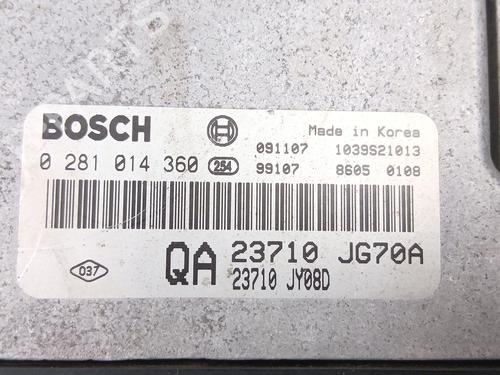 BOSCH
Made in Korea
091107 1039S21013
0 281 014 360 254
99107 8605 0108
037
QA 23710 JG70A
23710 JY08D